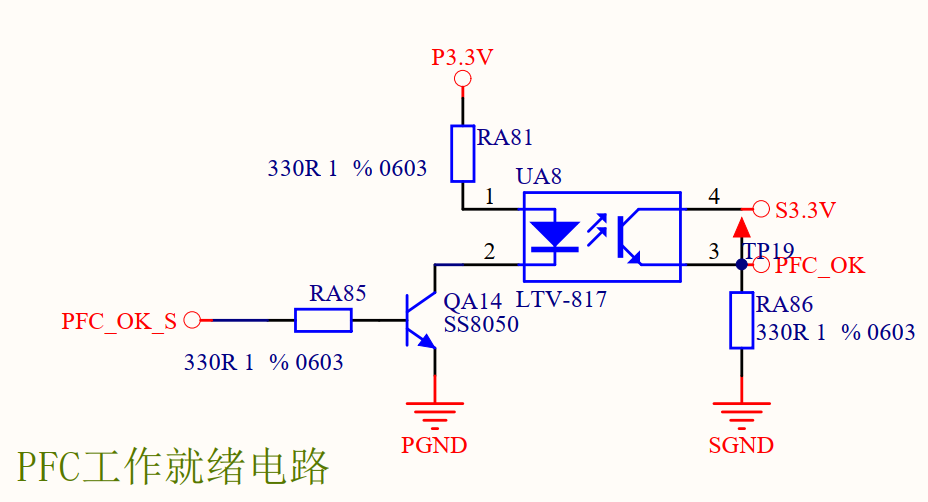 P3.3V
RA81
330R 1  % 0603
UA8
1
4
S3.3V
2
3
TP19
PFC_OK
RA85
QA14
LTV-817
RA86
PFC_OK_S
SS8050
330R 1  % 0603
330R 1  % 0603
PGND
SGND
PFC工作就绪电路